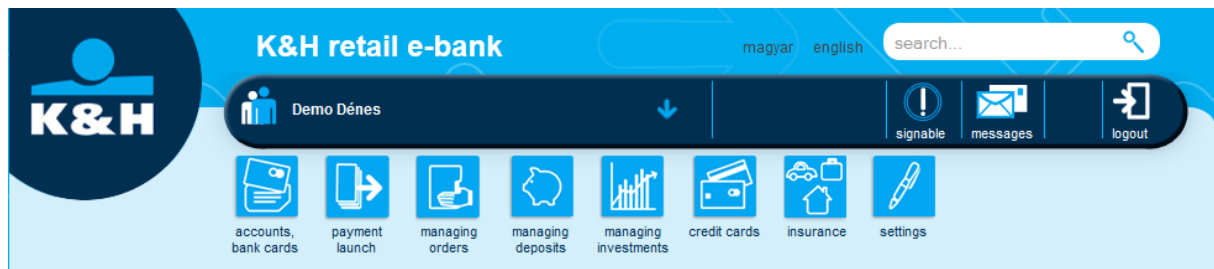 K&H retail e-bank
magyar english
search...
K&H
Demo Dénes
signable
messages
logout
accounts,
bank cards
payment
launch
managing
orders
managing
deposits
managing
investments
credit cards
insurance
settings